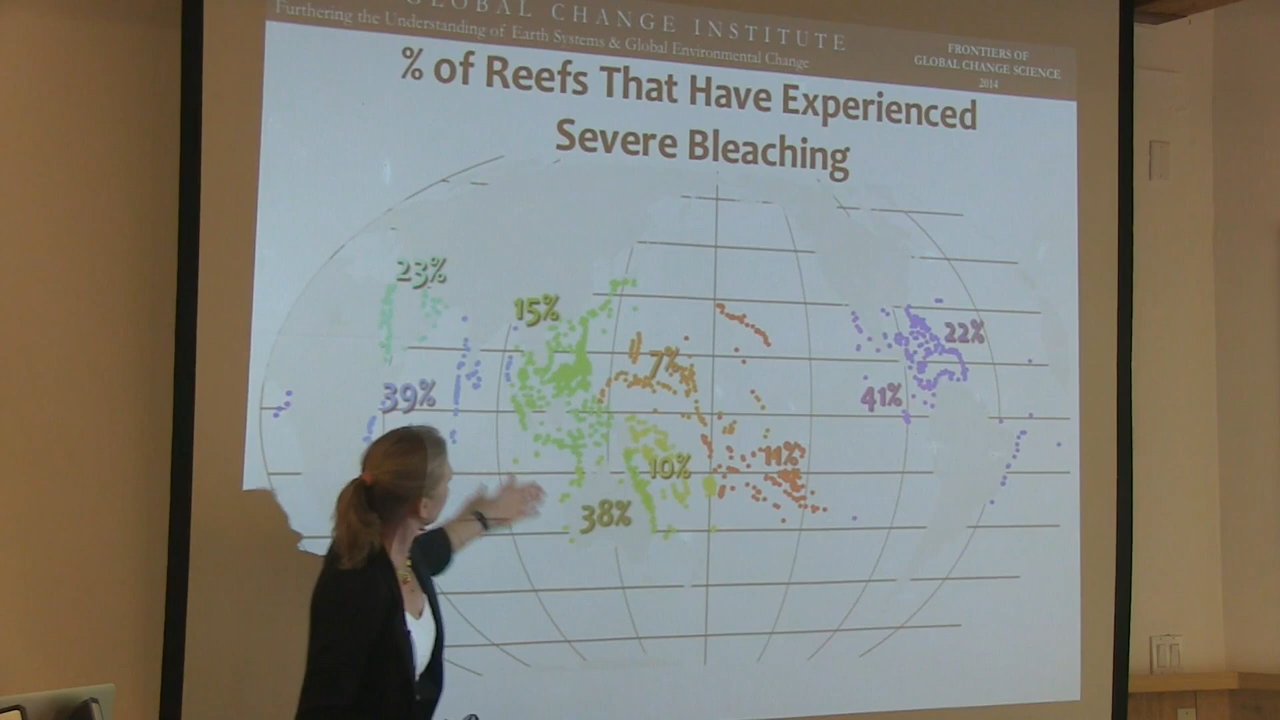 GLOBAL CHANGE INSTITUTE
Furthering the Understanding of Earth Systems & Global Environmental Change
FRONTIERS OF
GLOBAL CHANGE SCIENCE
2014
% of Reefs That Have Experienced
Severe Bleaching
23%
15%
22%
7%
39%
41%
11%
10%
38%